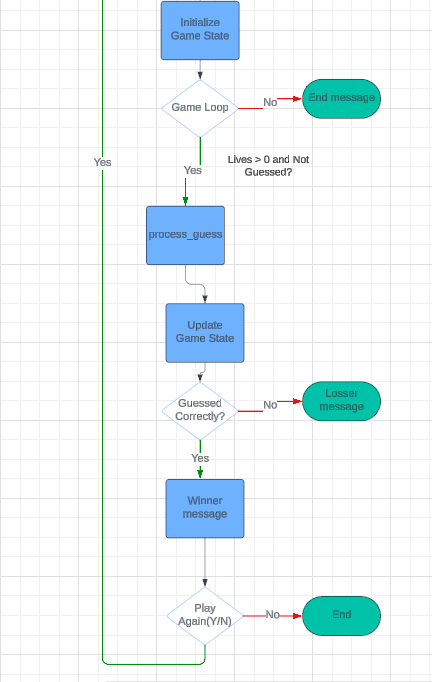 Initialize
Game State
Game Loop
No
End message
Yes
Lives > 0 and Not
Guessed?
Yes
process_guess
Update
Game State
Guessed
Correctly?
No
Losser
message
Yes
Winner
message
Play
Again(Y/N)
No
End